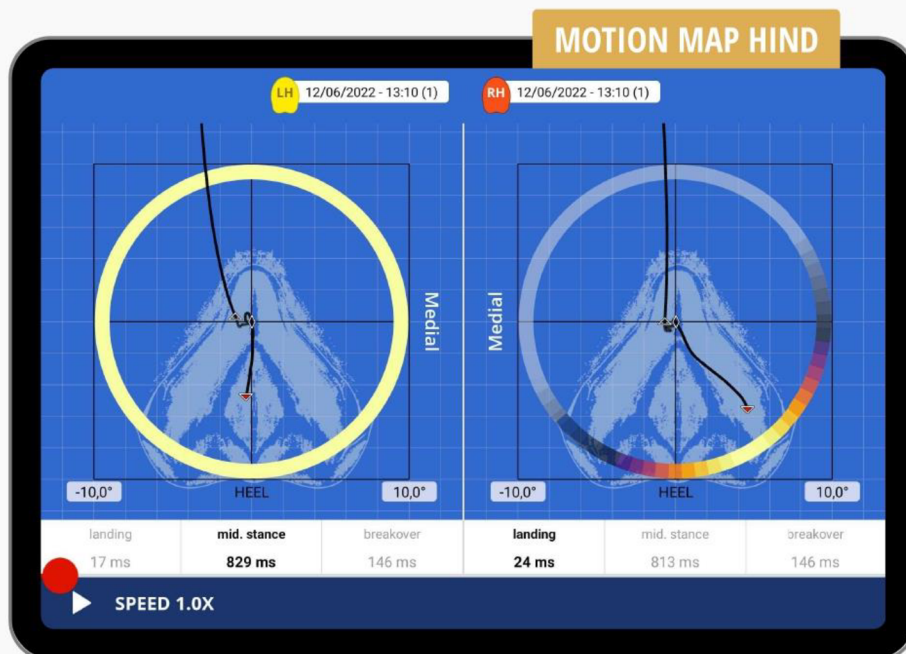 MOTION MAP HIND
LH 12/06/2022 - 13:10 (1)
RH 12/06/2022 - 13:10 (1)
Medial
Medial
-10,0° HEEL 10,0°
-10,0° HEEL 10,0°
landing mid. stance breakover
17 ms 829 ms 146 ms
landing mid. stance breakover
24 ms 813 ms 146 ms
SPEED 1.0X